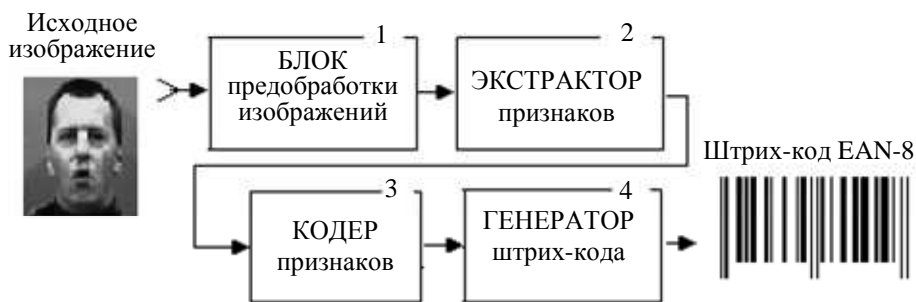 Исходное
изображение
1
БЛОК
предобработки
изображений
2
ЭКСТРАКТОР
признаков
Штрих-код EAN-8
3
КОДЕР
признаков
4
ГЕНЕРАТОР
штрих-кода